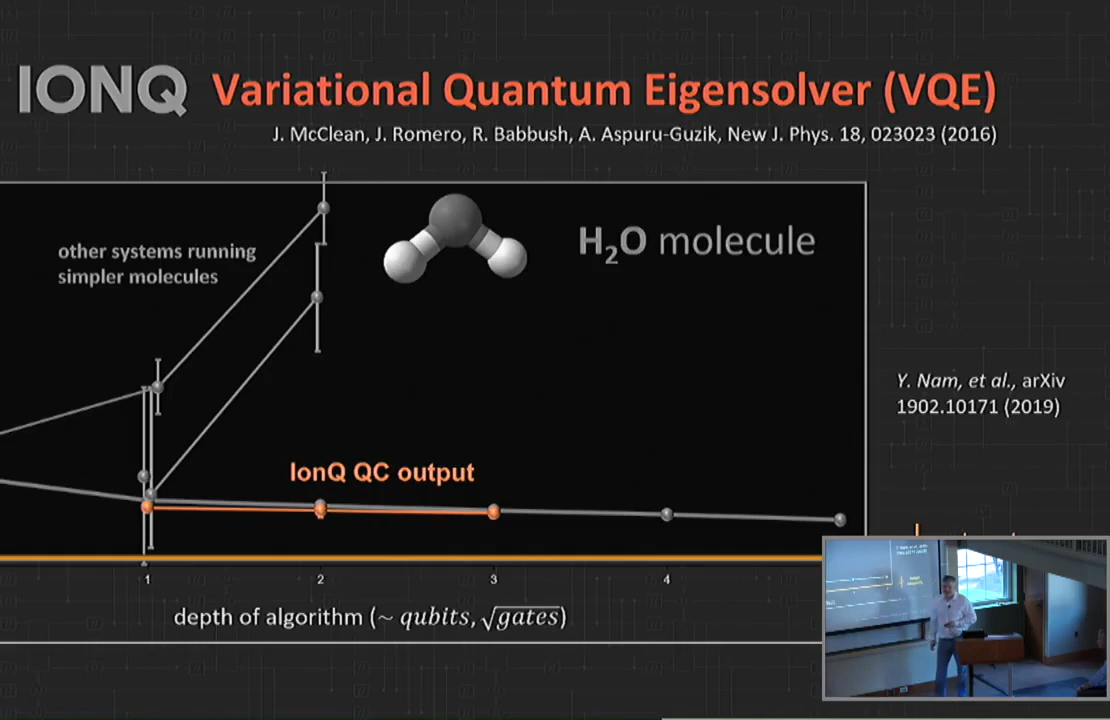 IONQ
Variational Quantum Eigensolver (VQE)
J. McClean, J. Romero, R. Babbush, A. Aspuru-Guzik, New J. Phys. 18, 023023 (2016)
other systems running
simpler molecules
H₂O molecule
Y. Nam, et al., arXiv
1902.10171 (2019)
IonQ QC output
1 2 3 4
depth of algorithm (~ qubits, √gates)